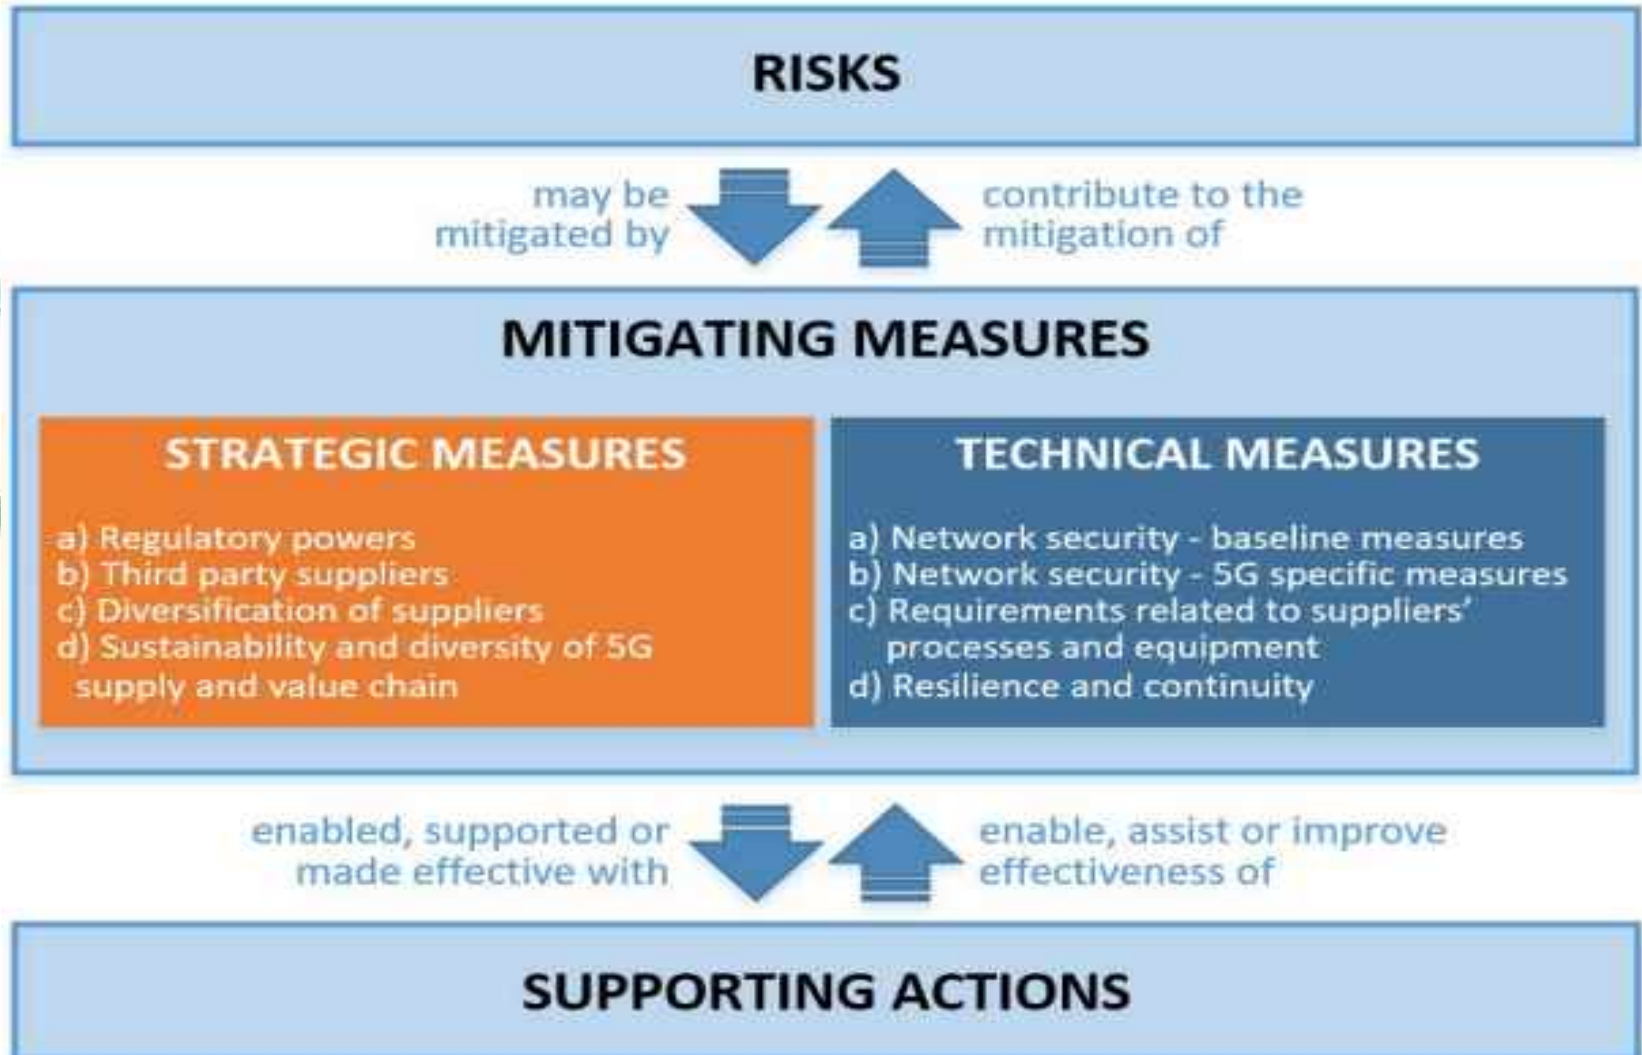 RISKS
may be
mitigated by
contribute to the
mitigation of
MITIGATING MEASURES
STRATEGIC MEASURES
a) Regulatory powers
b) Third party suppliers
c) Diversification of suppliers
d) Sustainability and diversity of 5G
supply and value chain
TECHNICAL MEASURES
a) Network security - baseline measures
b) Network security - 5G specific measures
c) Requirements related to suppliers’
processes and equipment
d) Resilience and continuity
enabled, supported or
made effective with
enable, assist or improve
effectiveness of
SUPPORTING ACTIONS